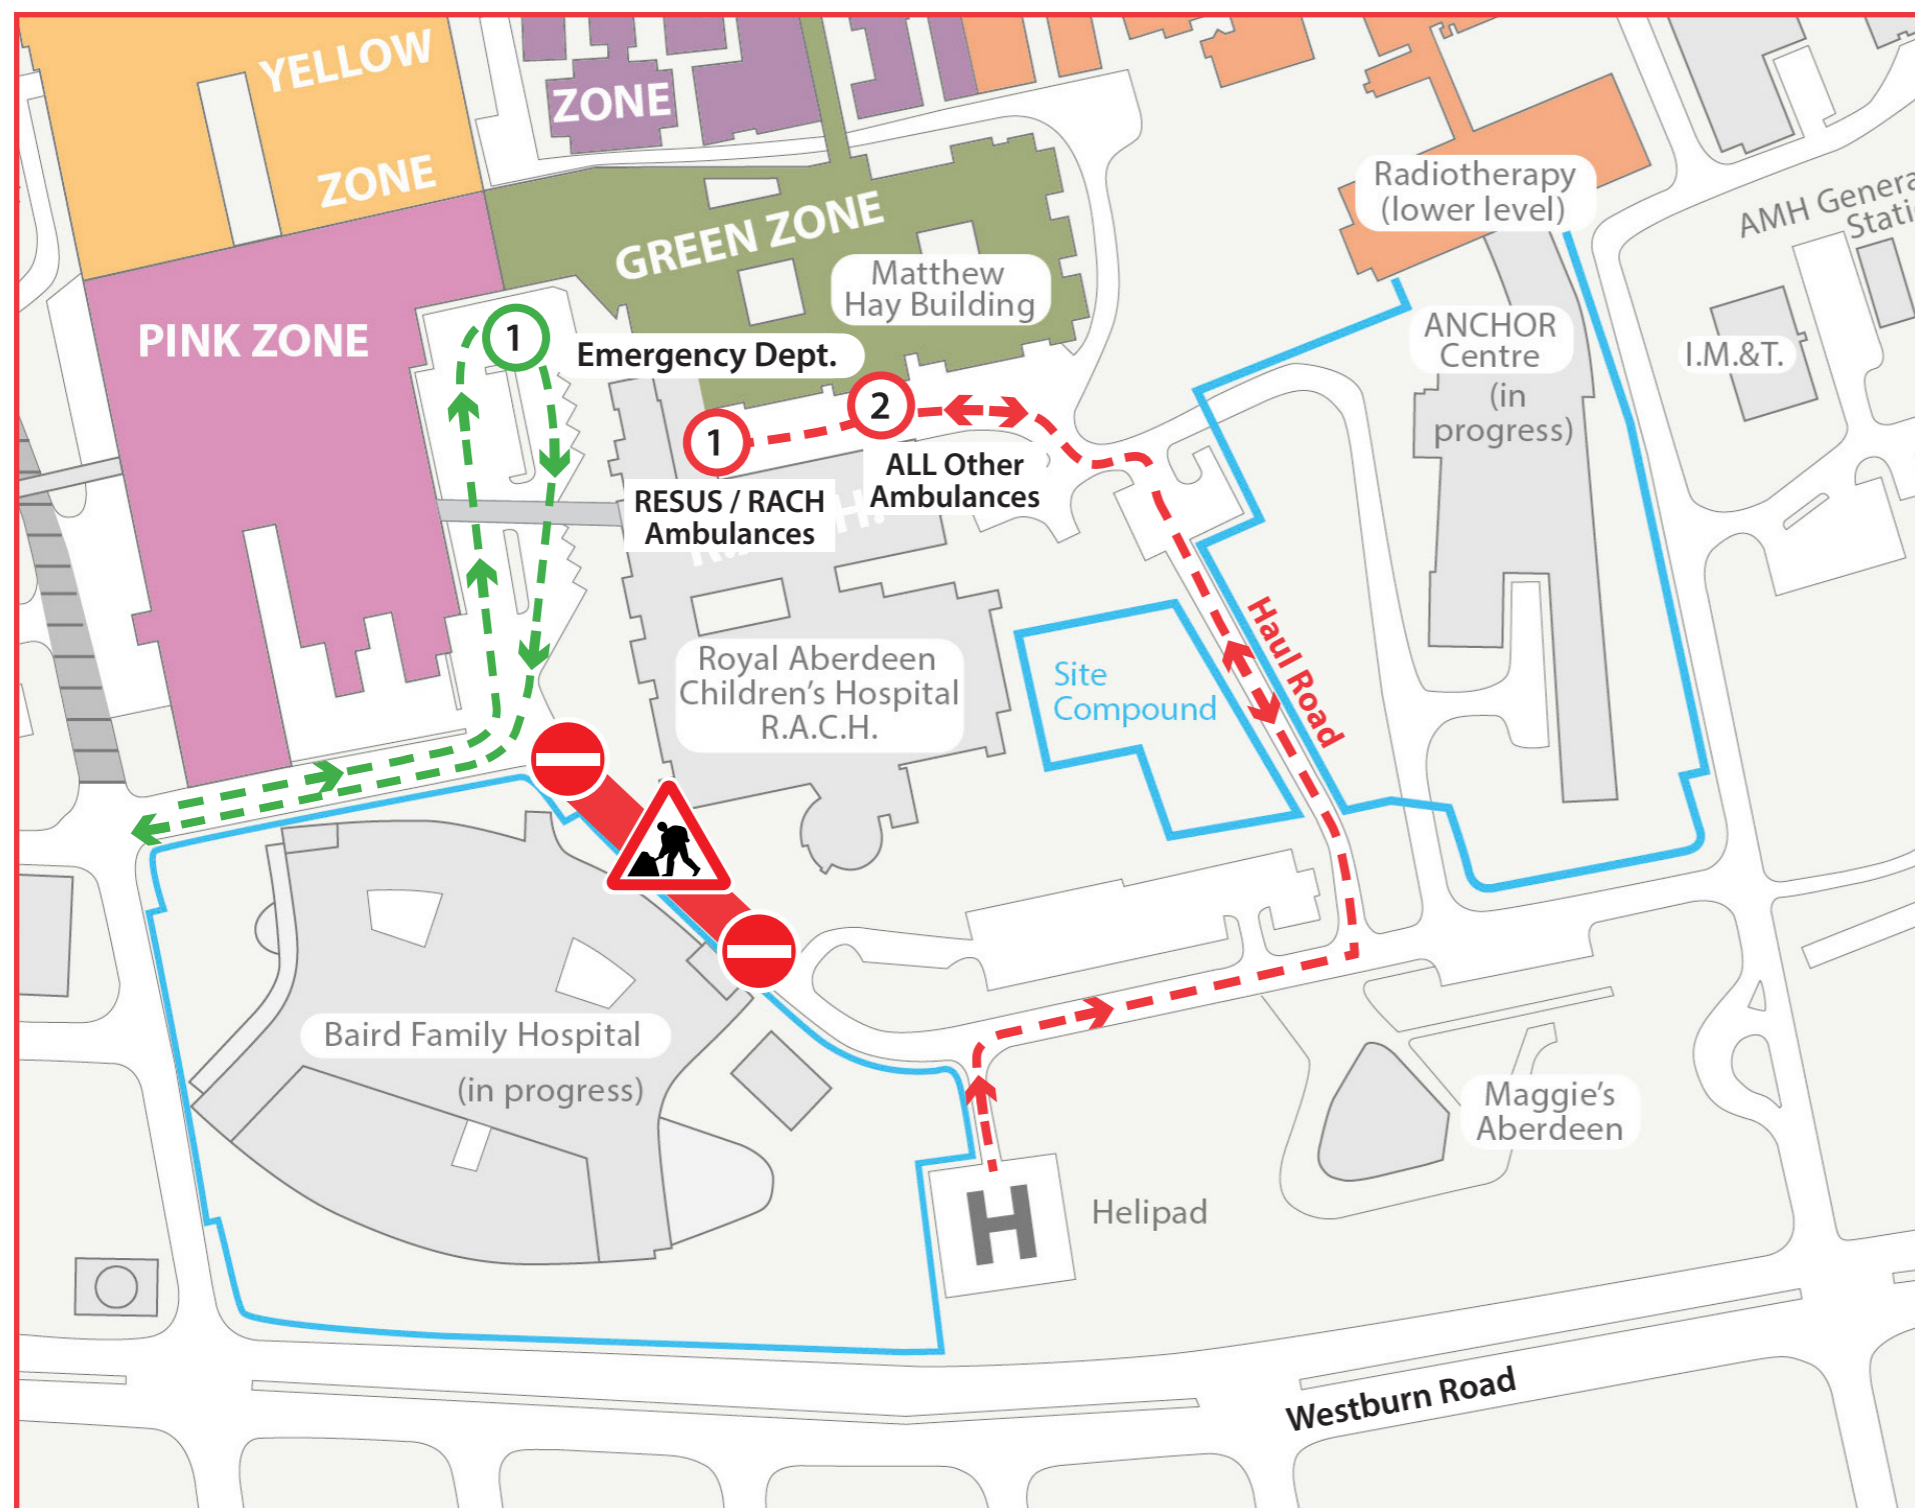 YELLOW
ZONE
ZONE
GREEN ZONE
PINK ZONE
Matthew
Hay Building
Radiotherapy
(lower level)
AMH
ANCHOR
Centre
(in
progress)
I.M.&T.
1
Emergency Dept.
1
2
RESUS / RACH
Ambulances
ALL Other
Ambulances
Royal Aberdeen
Children's Hospital
R.A.C.H.
Site
Compound
Haul Road
Baird Family Hospital
(in progress)
Maggie's
Aberdeen
H
Helipad
Westburn Road